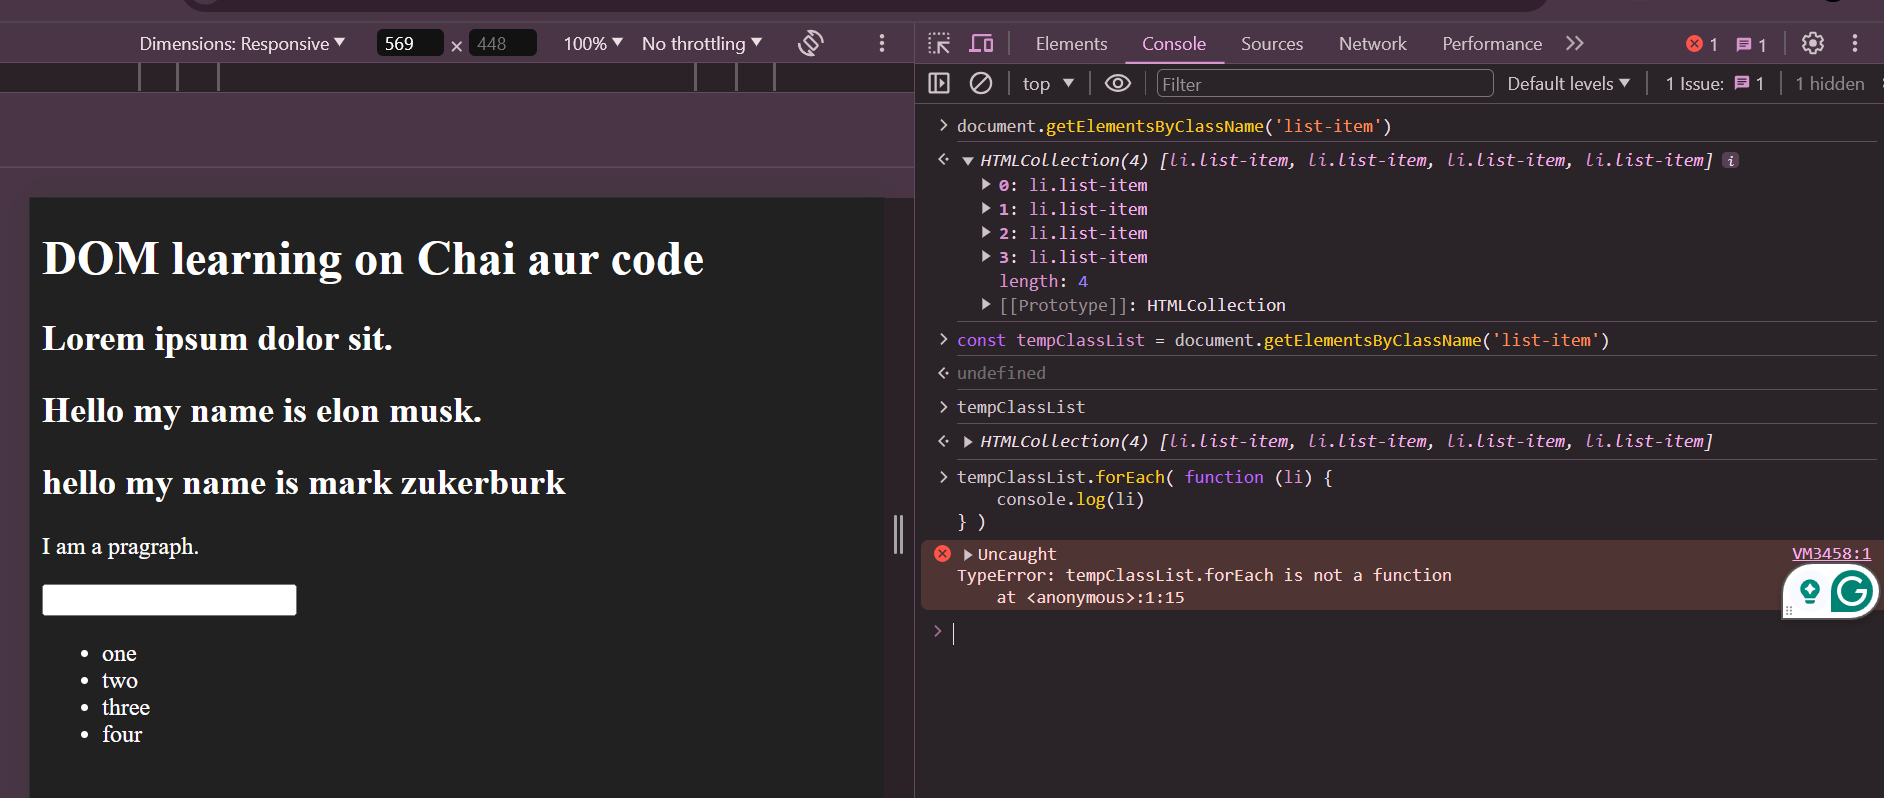 Dimensions: Responsive ▼ 569 × 448 100% ▼ No throttling ▼
Elements Console Sources Network Performance 1 1
top ▼ Filter Default levels ▼ 1 Issue: 1 1 hidden
DOM learning on Chai aur code
Lorem ipsum dolor sit.
Hello my name is elon musk.
hello my name is mark zukerburk
I am a pragraph.
• one
• two
• three
• four
document.getElementsByClassName('list-item')
HTMLCollection(4) [li.list-item, li.list-item, li.list-item, li.list-item] i
0: li.list-item
1: li.list-item
2: li.list-item
3: li.list-item
length: 4
[[Prototype]]: HTMLCollection
const tempClassList = document.getElementsByClassName('list-item')
undefined
tempClassList
HTMLCollection(4) [li.list-item, li.list-item, li.list-item, li.list-item]
tempClassList.forEach( function (li) {
console.log(li)
} )
Uncaught VM3458:1
TypeError: tempClassList.forEach is not a function
at <anonymous>:1:15